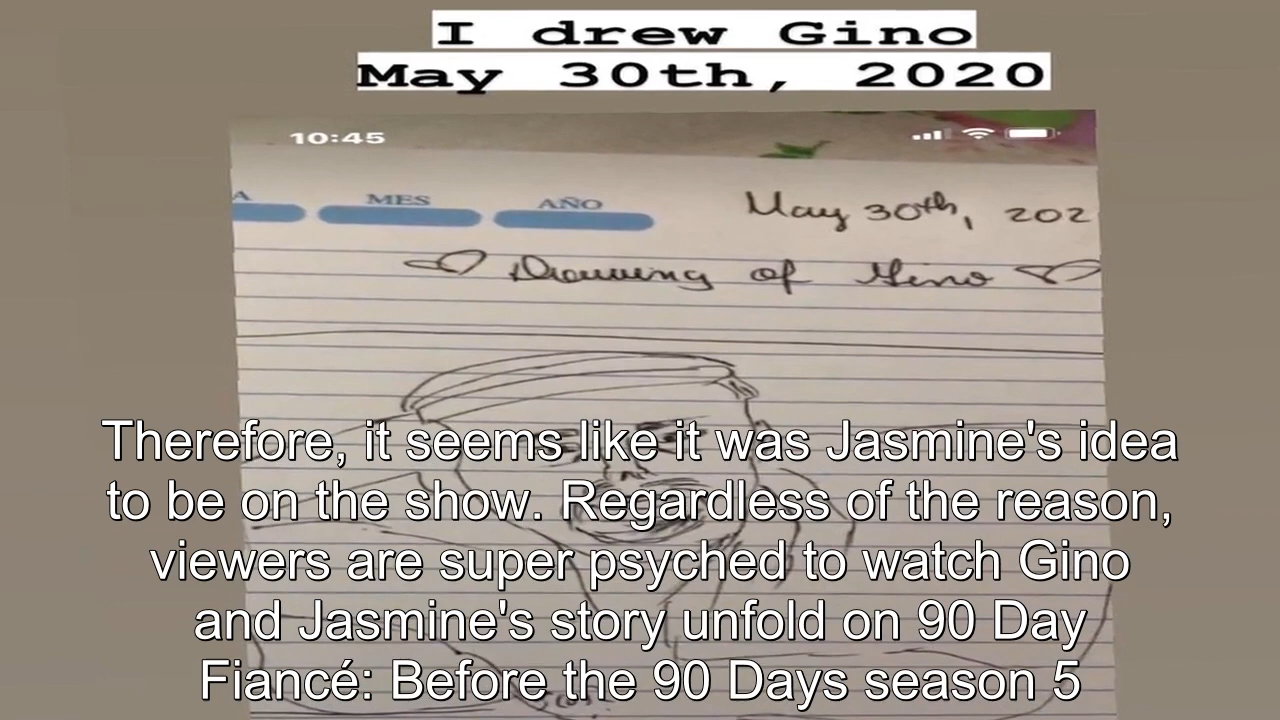 I drew Gino
May 30th, 2020
10:45
A MES AÑO May 30th, 202
Drawing of Gino
Therefore, it seems like it was Jasmine's idea
to be on the show. Regardless of the reason,
viewers are super psyched to watch Gino
and Jasmine's story unfold on 90 Day
Fiancé: Before the 90 Days season 5